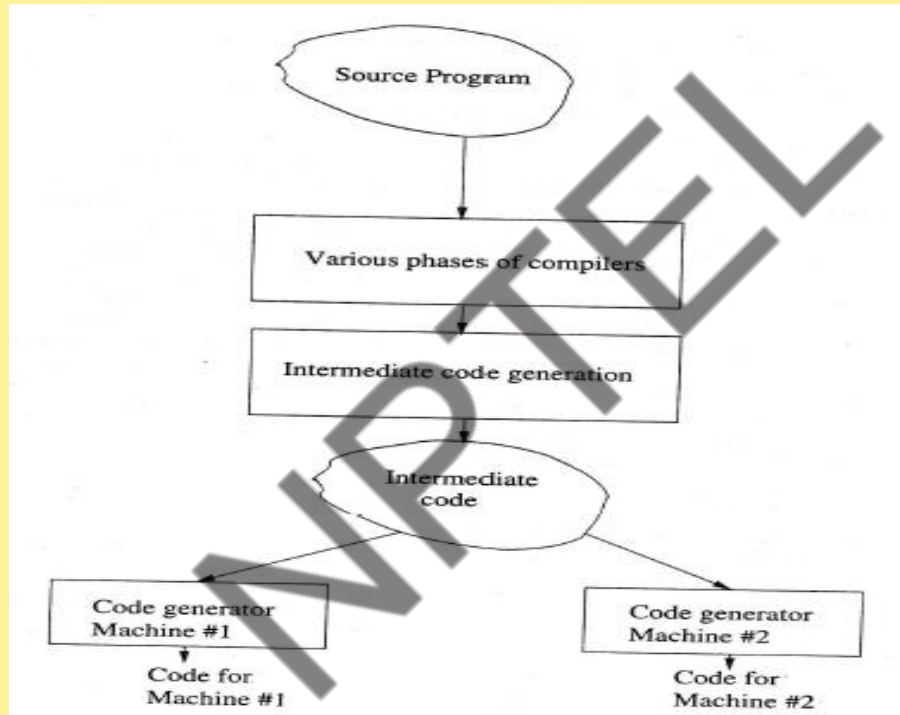 Source Program
Various phases of compilers
Intermediate code generation
Intermediate
code
Code generator
Machine #1
Code generator
Machine #2
Code for
Machine #1
Code for
Machine #2
NPTEL